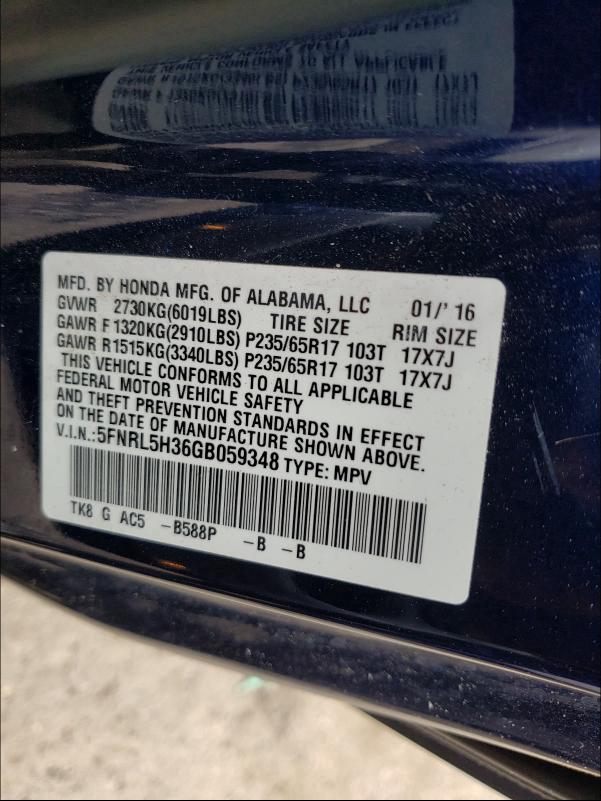 MFD. BY HONDA MFG. OF ALABAMA, LLC 01/' 16
GVWR 2730KG(6019LBS) TIRE SIZE RIM SIZE
GAWR F 1320KG(2910LBS) P235/65R17 103T 17X7J
GAWR R1515KG(3340LBS) P235/65R17 103T 17X7J
THIS VEHICLE CONFORMS TO ALL APPLICABLE
FEDERAL MOTOR VEHICLE SAFETY
AND THEFT PREVENTION STANDARDS IN EFFECT
ON THE DATE OF MANUFACTURE SHOWN ABOVE.
V.I.N.:5FNRL5H36GB059348 TYPE: MPV
TK8 G AC5 -B588P -B -B